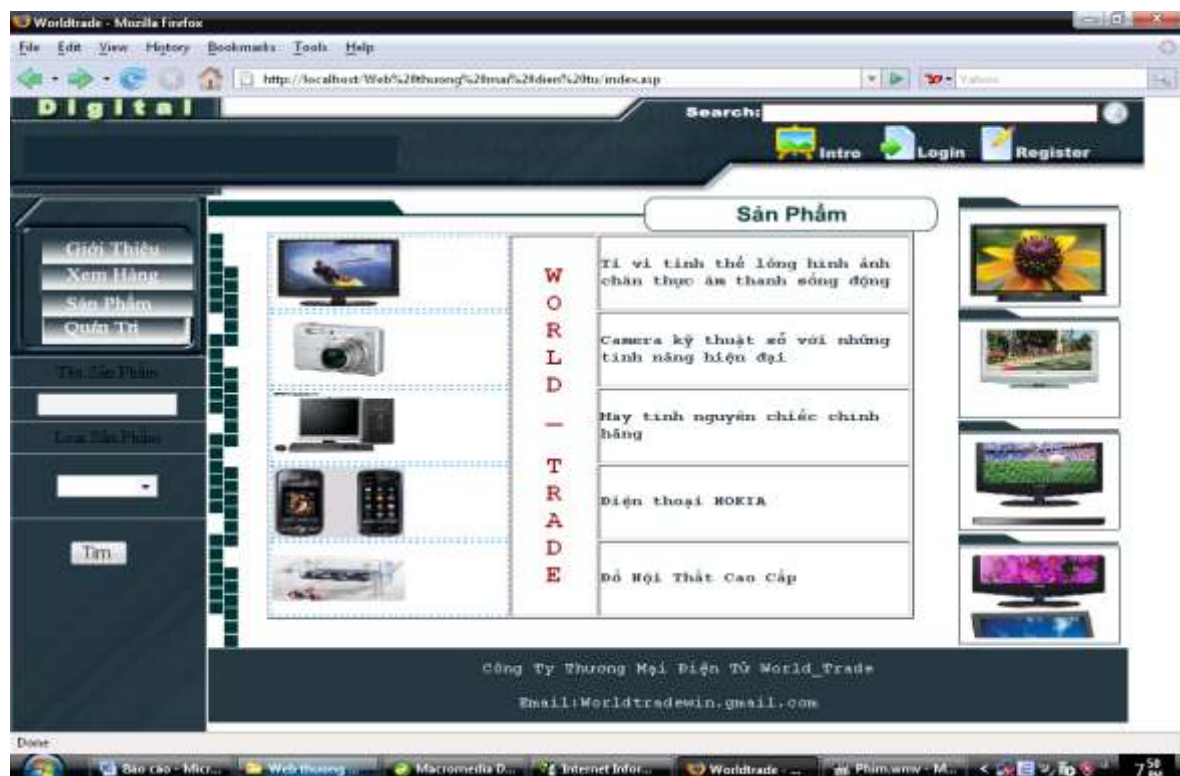 Worldtrade - Mozilla Firefox
File Edit View History Bookmarks Tools Help
http://localhost/Web%20thuong%20mai%20dien%20tu/index.asp
Yahoo
Digital
Search:
Intro Login Register
Giới Thiệu
Xem Hàng
Sản Phẩm
Quản Trị
Tên Sản Phẩm
Loại Sản Phẩm
Tìm
Sản Phẩm
WORLD – TRADE
Ti vi tinh thể lỏng hình ảnh
chân thực âm thanh sống động
Camera kỹ thuật số với những
tính năng hiện đại
Máy tính nguyên chiếc chính
hãng
Điện thoại NOKIA
Đồ Nội Thất Cao Cấp
Công Ty Thương Mại Điện Tử World_Trade
Email:Worldtradewin.gmail.com
Done
Báo cáo - Micr... Web thuong ... Macromedia D... Internet Infor... Worldtrade - ... Phim.wmv - M... 7:58